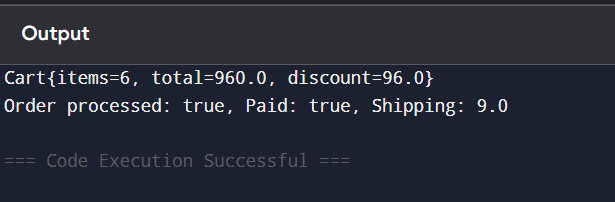 Output
Cart{items=6, total=960.0, discount=96.0}
Order processed: true, Paid: true, Shipping: 9.0
=== Code Execution Successful ===